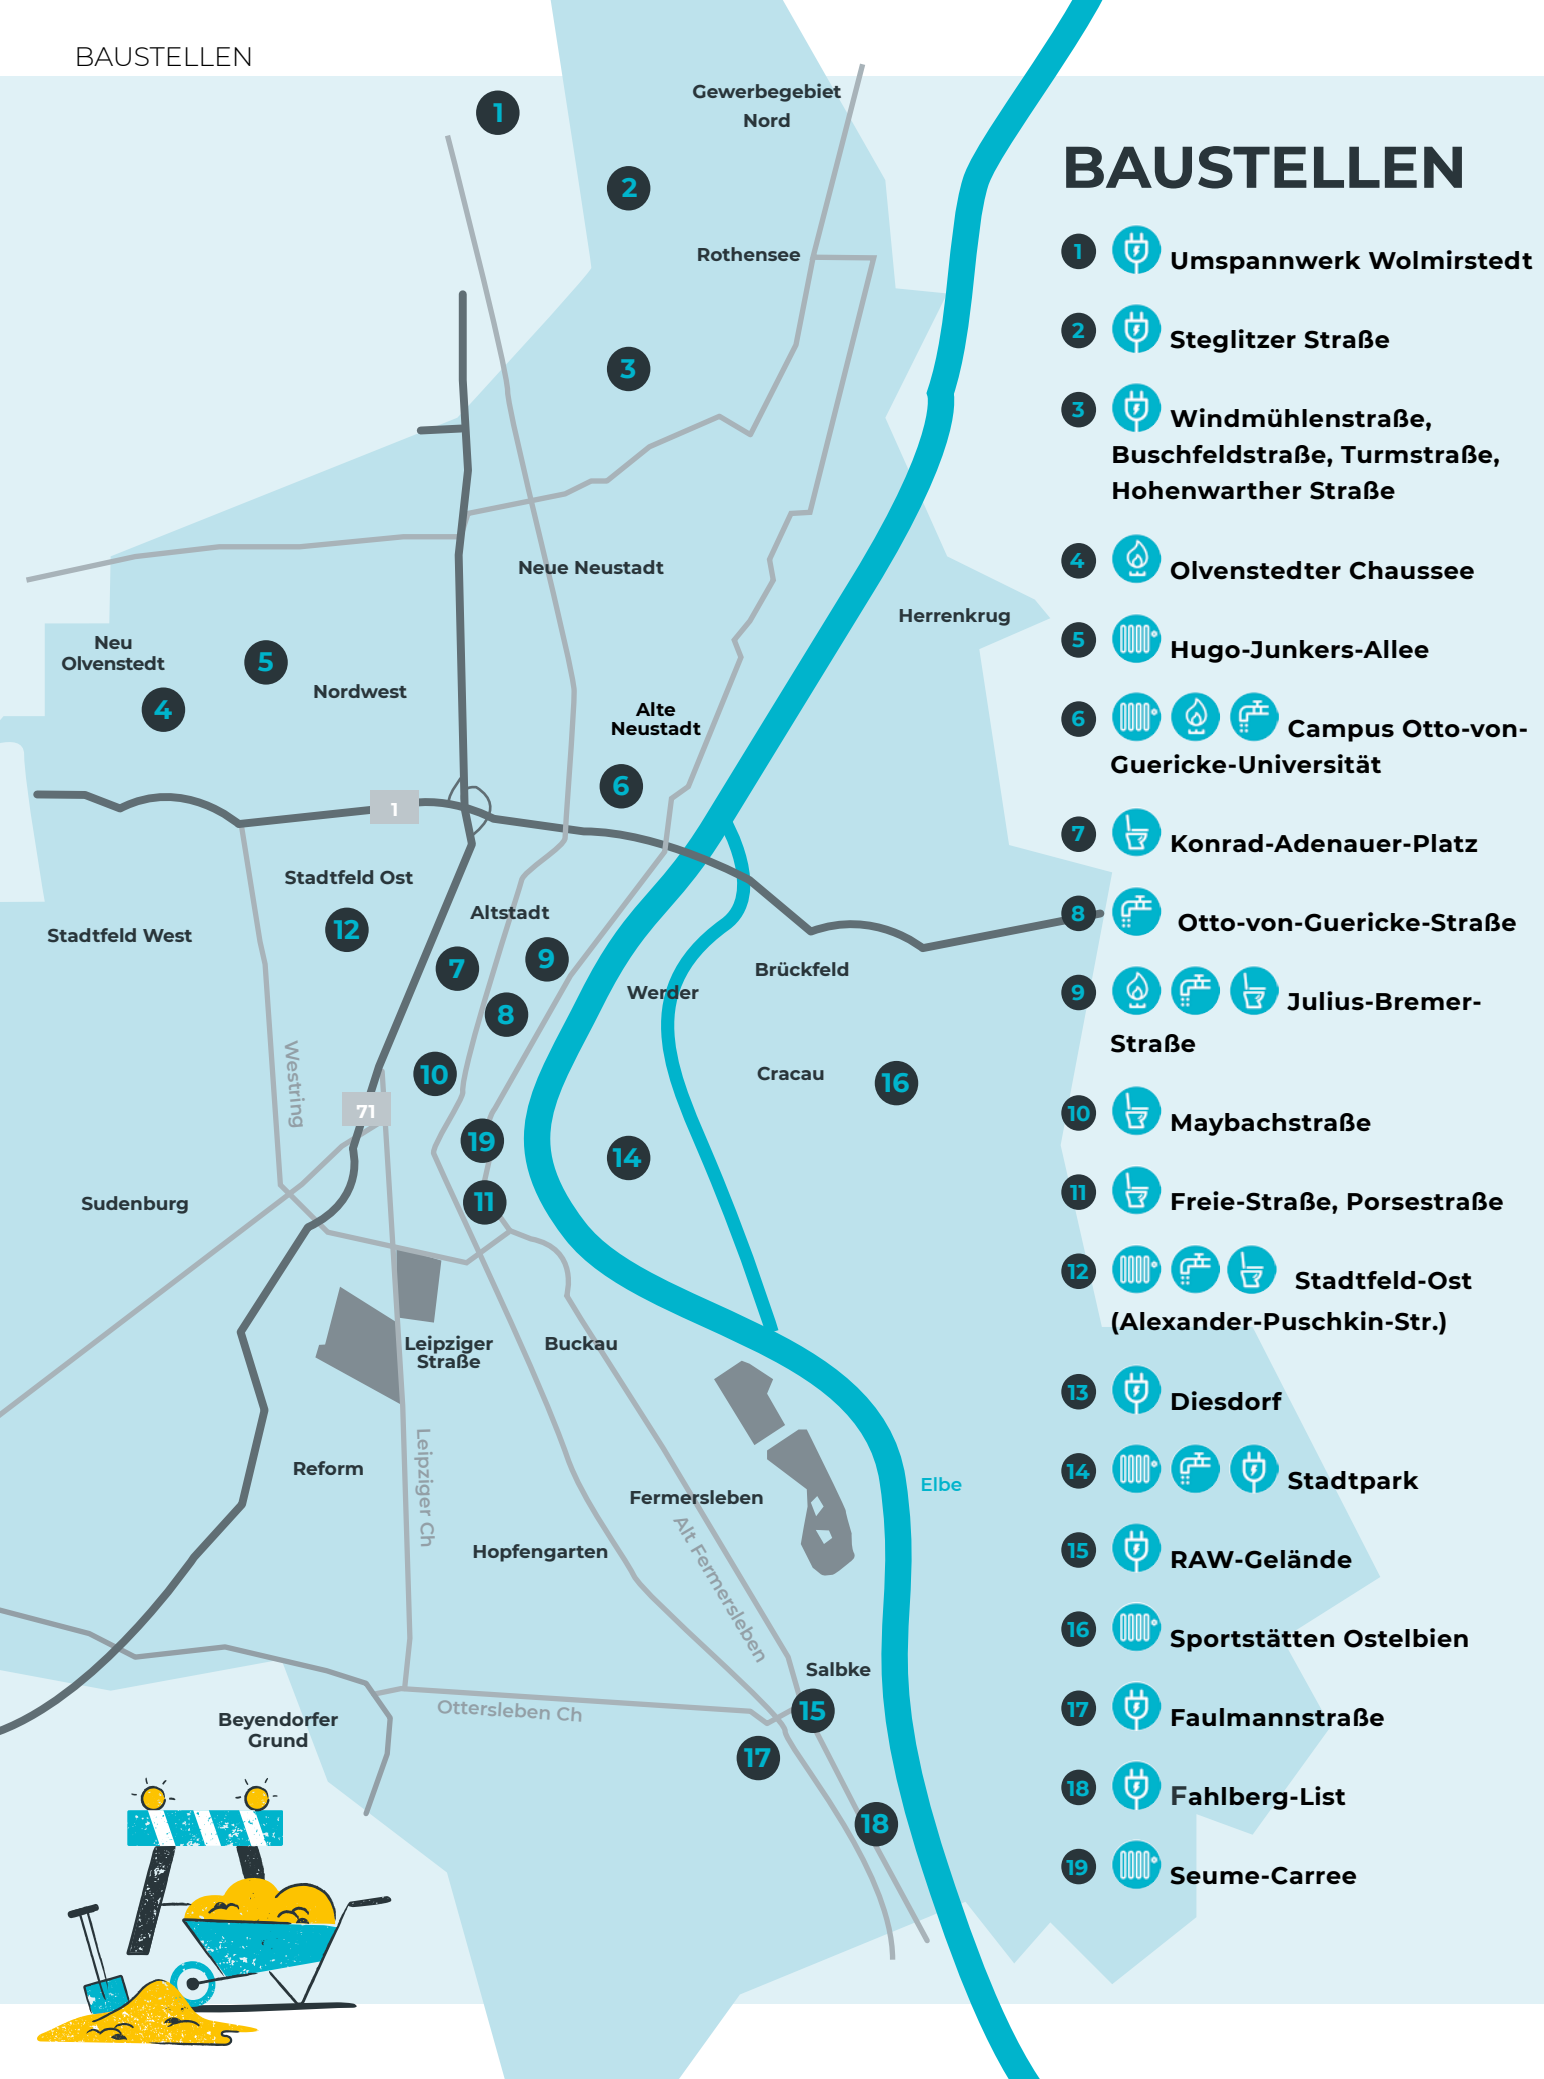 BAUSTELLEN
1
Gewerbegebiet
Nord
2
Rothensee
3
Neue Neustadt
Herrenkrug
Neu
Olvenstedt
5
4
Nordwest
Alte
Neustadt
6
1
Stadtfeld Ost
Altstadt
12
Stadtfeld West
7
9
8
Werder
Brückfeld
Cracau
16
Westring
10
71
19
14
11
Sudenburg
Leipziger
Straße
Buckau
Reform
Leipziger Ch
Fermersleben
Elbe
Hopfengarten
Alt Fermersleben
Salbke
Ottersleben Ch
15
Beyendorfer
Grund
17
18
BAUSTELLEN
1 Umspannwerk Wolmirstedt
2 Steglitzer Straße
3 Windmühlenstraße,
Buschfeldstraße, Turmstraße,
Hohenwarther Straße
4 Olvenstedter Chaussee
5 Hugo-Junkers-Allee
6 Campus Otto-von-
Guericke-Universität
7 Konrad-Adenauer-Platz
8 Otto-von-Guericke-Straße
9 Julius-Bremer-
Straße
10 Maybachstraße
11 Freie-Straße, Porsestraße
12 Stadtfeld-Ost
(Alexander-Puschkin-Str.)
13 Diesdorf
14 Stadtpark
15 RAW-Gelände
16 Sportstätten Ostelbien
17 Faulmannstraße
18 Fahlberg-List
19 Seume-Carree